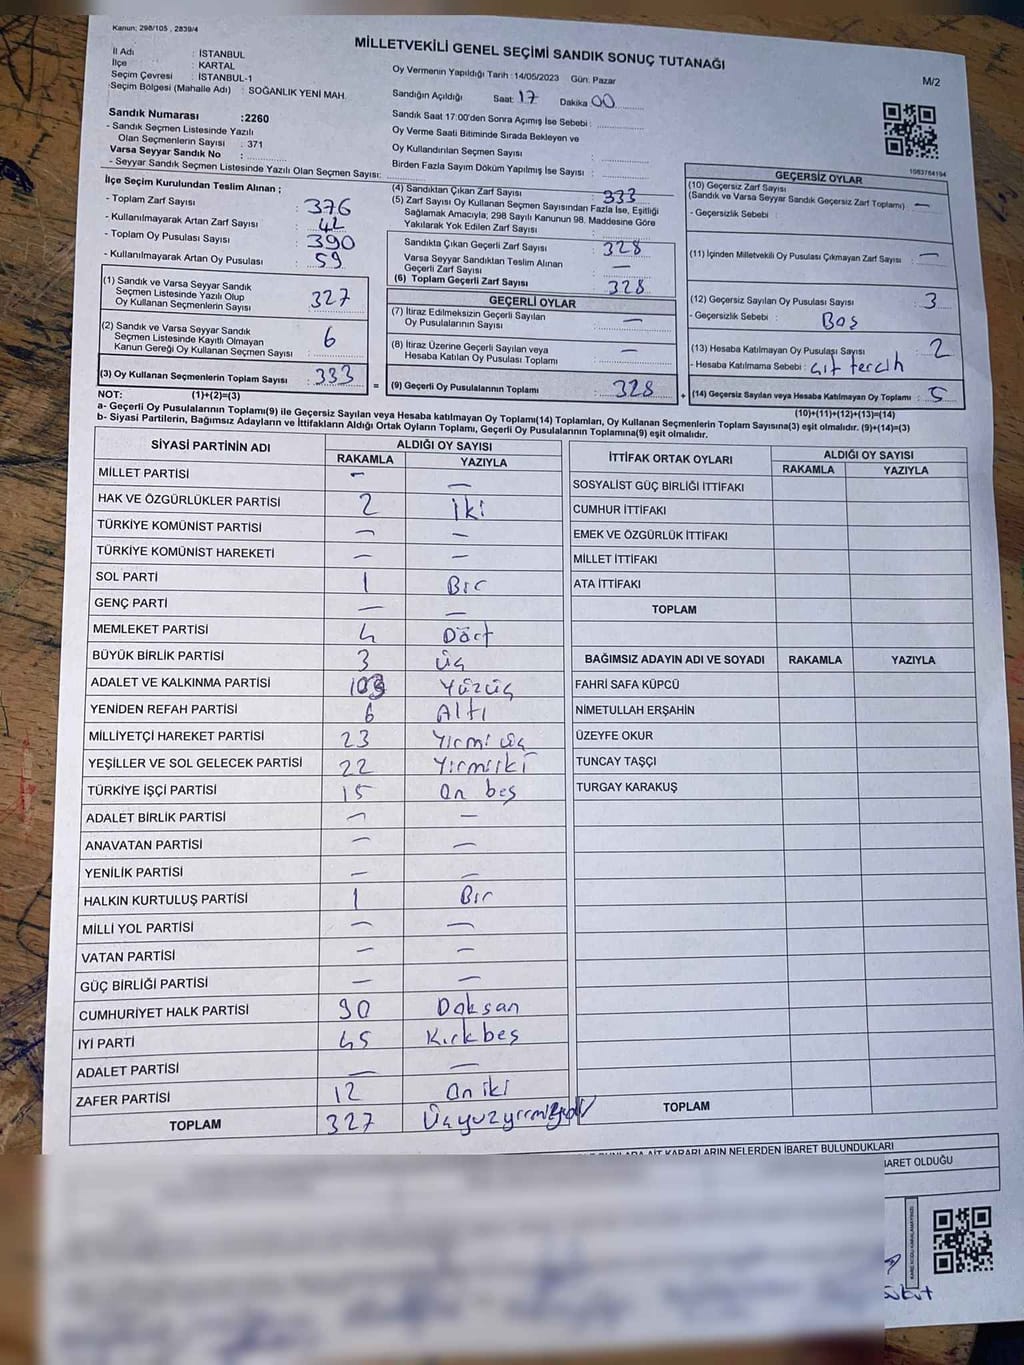 Kanun: 298/105 , 2839/4
MİLLETVEKİLİ GENEL SEÇİMİ SANDIK SONUÇ TUTANAĞI
M/2
İl Adı : İSTANBUL
İlçe : KARTAL
Seçim Çevresi : İSTANBUL-1
Seçim Bölgesi (Mahalle Adı) : SOĞANLIK YENİ MAH.
Oy Vermenin Yapıldığı Tarih : 14/05/2023 Gün: Pazar
Sandığın Açıldığı Saat: 17 Dakika 00
Sandık Saat 17:00'den Sonra Açımış İse Sebebi :
Oy Verme Saati Bitiminde Sırada Bekleyen ve
Oy Kullandırılan Seçmen Sayısı :
Birden Fazla Sayım Döküm Yapılmış İse Sayısı :
Sandık Numarası :2260
- Sandık Seçmen Listesinde Yazılı
Olan Seçmenlerin Sayısı : 371
Varsa Seyyar Sandık No :
- Seyyar Sandık Seçmen Listesinde Yazılı Olan Seçmen Sayısı:
1063764194
İlçe Seçim Kurulundan Teslim Alınan ;
- Toplam Zarf Sayısı : 376
- Kullanılmayarak Artan Zarf Sayısı : 42
- Toplam Oy Pusulası Sayısı : 390
- Kullanılmayarak Artan Oy Pusulası : 59
(1) Sandık ve Varsa Seyyar Sandık
Seçmen Listesinde Yazılı Olup
Oy Kullanan Seçmenlerin Sayısı : 327
(2) Sandık ve Varsa Seyyar Sandık
Seçmen Listesinde Kayıtlı Olmayan
Kanun Gereği Oy Kullanan Seçmen Sayısı : 6
(3) Oy Kullanan Seçmenlerin Toplam Sayısı : 333
(4) Sandıktan Çıkan Zarf Sayısı : 333
(5) Zarf Sayısı Oy Kullanan Seçmen Sayısından Fazla İse, Eşitliği
Sağlamak Amacıyla, 298 Sayılı Kanunun 98. Maddesine Göre
Yakılarak Yok Edilen Zarf Sayısı :
Sandıkta Çıkan Geçerli Zarf Sayısı : 328
Varsa Seyyar Sandıktan Teslim Alınan
Geçerli Zarf Sayısı : —
(6) Toplam Geçerli Zarf Sayısı : 328
GEÇERLİ OYLAR
(7) İtiraz Edilmeksizin Geçerli Sayılan
Oy Pusulalarının Sayısı : —
(8) İtiraz Üzerine Geçerli Sayılan veya
Hesaba Katılan Oy Pusulası Toplamı : —
= (9) Geçerli Oy Pusulalarının Toplamı : 328
GEÇERSİZ OYLAR
(10) Geçersiz Zarf Sayısı
(Sandık ve Varsa Seyyar Sandık Geçersiz Zarf Toplamı) : —
- Geçersizlik Sebebi :
(11) İçinden Milletvekili Oy Pusulası Çıkmayan Zarf Sayısı : —
(12) Geçersiz Sayılan Oy Pusulası Sayısı : 3
- Geçersizlik Sebebi : Boş
(13) Hesaba Katılmayan Oy Pusulası Sayısı : 2
- Hesaba Katılmama Sebebi : çift tercih
+ (14) Geçersiz Sayılan veya Hesaba Katılmayan Oy Toplamı : 5
NOT: (1)+(2)=(3)
(10)+(11)+(12)+(13)=(14)
a- Geçerli Oy Pusulalarının Toplamı(9) ile Geçersiz Sayılan veya Hesaba katılmayan Oy Toplamı(14) Toplamları, Oy Kullanan Seçmenlerin Toplam Sayısına(3) eşit olmalıdır. (9)+(14)=(3)
b- Siyasi Partilerin, Bağımsız Adayların ve İttifakların Aldığı Ortak Oyların Toplamı, Geçerli Oy Pusulalarının Toplamına(9) eşit olmalıdır.
SİYASİ PARTİNİN ADI ALDIĞI OY SAYISI
RAKAMLA YAZIYLA
MİLLET PARTİSİ — —
HAK VE ÖZGÜRLÜKLER PARTİSİ 2 iki
TÜRKİYE KOMÜNİST PARTİSİ — —
TÜRKİYE KOMÜNİST HAREKETİ — —
SOL PARTİ 1 Bir
GENÇ PARTİ — —
MEMLEKET PARTİSİ 4 Dört
BÜYÜK BİRLİK PARTİSİ 3 üç
ADALET VE KALKINMA PARTİSİ 103 Yüzüç
YENİDEN REFAH PARTİSİ 6 Altı
MİLLİYETÇİ HAREKET PARTİSİ 23 Yirmi üç
YEŞİLLER VE SOL GELECEK PARTİSİ 22 Yirmiiki
TÜRKİYE İŞÇİ PARTİSİ 15 On beş
ADALET BİRLİK PARTİSİ — —
ANAVATAN PARTİSİ — —
YENİLİK PARTİSİ — —
HALKIN KURTULUŞ PARTİSİ 1 Bir
MİLLİ YOL PARTİSİ — —
VATAN PARTİSİ — —
GÜÇ BİRLİĞİ PARTİSİ — —
CUMHURİYET HALK PARTİSİ 90 Doksan
İYİ PARTİ 45 Kırkbeş
ADALET PARTİSİ — —
ZAFER PARTİSİ 12 On iki
TOPLAM 327 Üçyüzyirmiyedi
İTTİFAK ORTAK OYLARI ALDIĞI OY SAYISI
RAKAMLA YAZIYLA
SOSYALİST GÜÇ BİRLİĞİ İTTİFAKI
CUMHUR İTTİFAKI
EMEK VE ÖZGÜRLÜK İTTİFAKI
MİLLET İTTİFAKI
ATA İTTİFAKI
TOPLAM
BAĞIMSIZ ADAYIN ADI VE SOYADI RAKAMLA YAZIYLA
FAHRİ SAFA KÜPCÜ
NİMETULLAH ERŞAHİN
ÜZEYFE OKUR
TUNCAY TAŞÇI
TURGAY KARAKUŞ
TOPLAM
AİT KARARLARIN NELERDEN İBARET BULUNDUKLARI
OLDUĞU